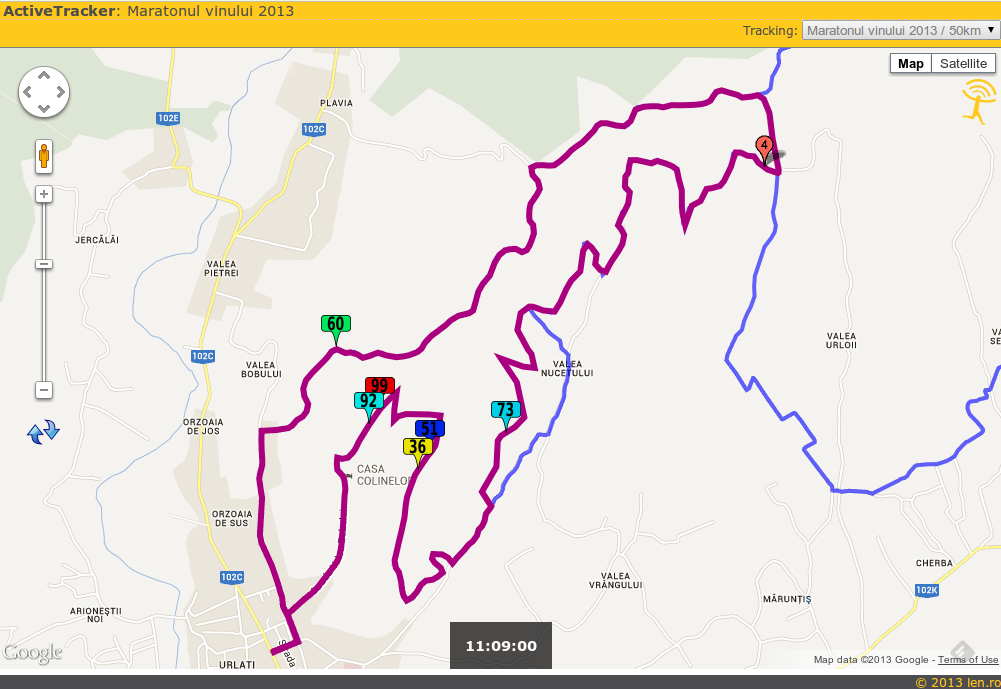 ActiveTracker: Maratonul vinului 2013
Tracking: Maratonul vinului 2013 / 50km
Map Satellite
PLAVIA
102E
102C
4
JERCĂLĂI
VALEA
PIETREI
60
VALEA
URLOII
102C
VALEA
BOBULUI
VALEA
NUCETULUI
99
92
73
51
36
ORZOAIA
DE JOS
CASA
COLINELOR
ORZOAIA
DE SUS
CHERBA
102C
VALEA
VRÂNGULUI
102K
MĂRUNȚIȘ
ARIONEȘTII
NOI
11:09:00
Google
URLATI
Map data ©2013 Google - Terms of Use
© 2013 len.ro